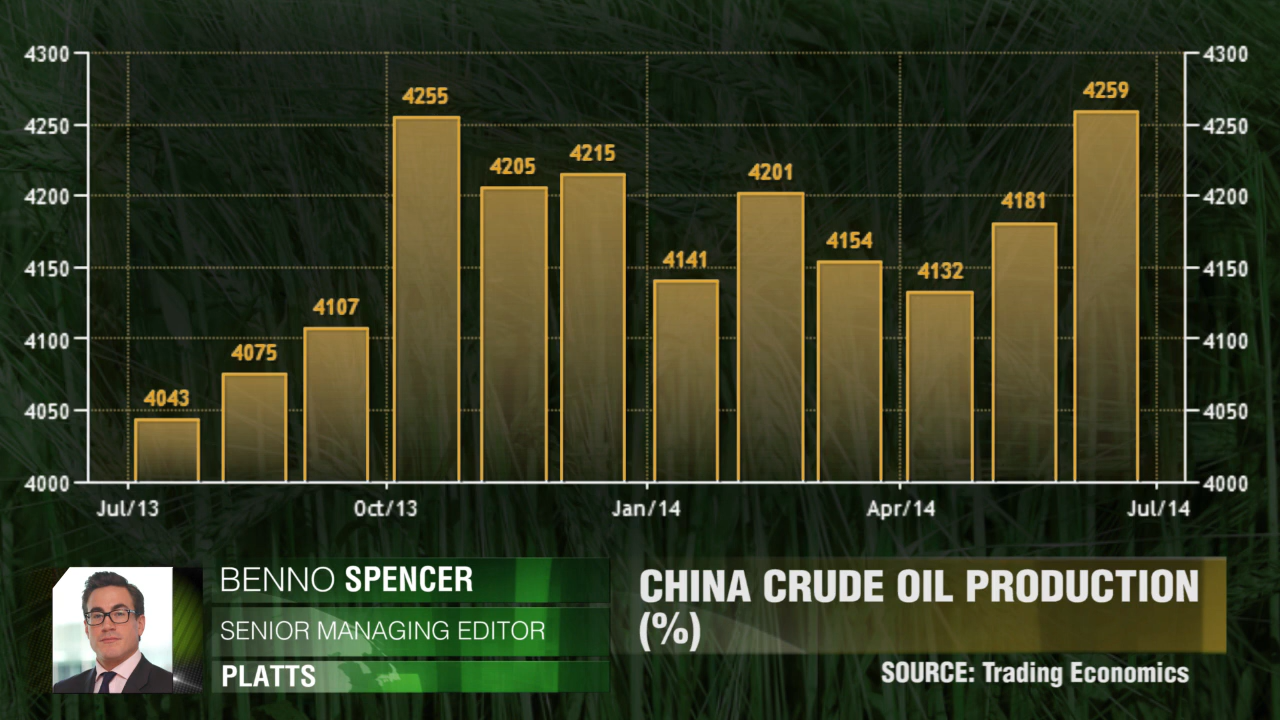 4300
4250
4200
4150
4100
4050
4000
4300
4250
4200
4150
4100
4050
4000
4043
4075
4107
4255
4205
4215
4141
4201
4154
4132
4181
4259
Jul/13
Oct/13
Jan/14
Apr/14
Jul/14
BENNO SPENCER
SENIOR MANAGING EDITOR
PLATTS
CHINA CRUDE OIL PRODUCTION
(%)
SOURCE: Trading Economics